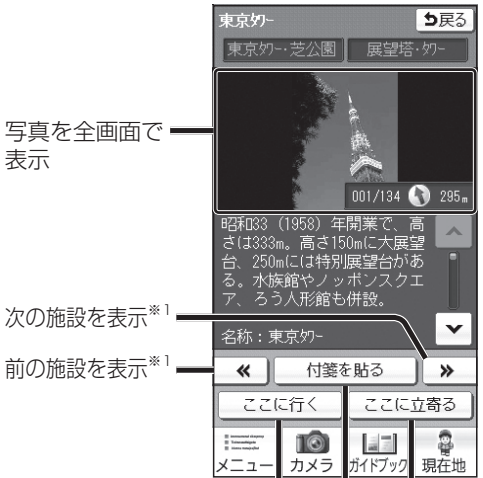 東京タワー
戻る
東京タワー・芝公園
展望塔・タワー
写真を全画面で
表示
001/134
295m
昭和33（1958）年開業で、高
さは333m。高さ150mに大展望
台、250mには特別展望台があ
る。水族館やノッポンスクエ
ア、ろう人形館も併設。
次の施設を表示※1
名称：東京タワー
前の施設を表示※1
«
付箋を貼る
»
ここに行く
ここに立寄る
メニュー
カメラ
ガイドブック
現在地